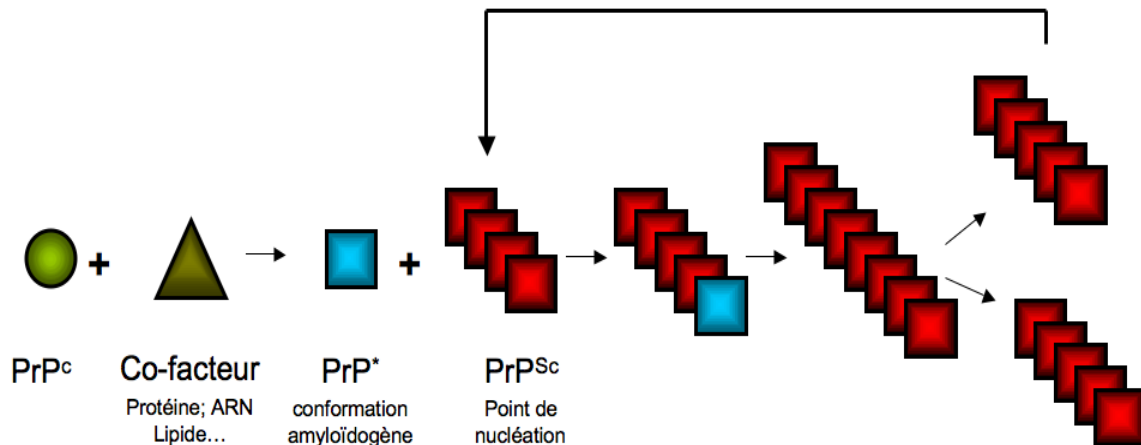 +
+
PrPᶜ
Co-facteur
Protéine; ARN
Lipide…
PrP*
conformation
amyloïdogène
PrPˢᶜ
Point de
nucléation